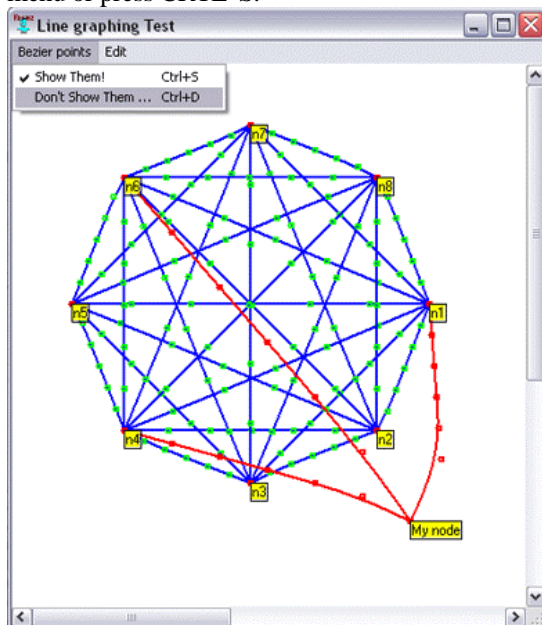 menu or press CRTL-S.
Line graphing Test
Bezier points Edit
Show Them! Ctrl+S
Don't Show Them ... Ctrl+D
n7
n6
n8
n5
n1
n4
n2
n3
My node